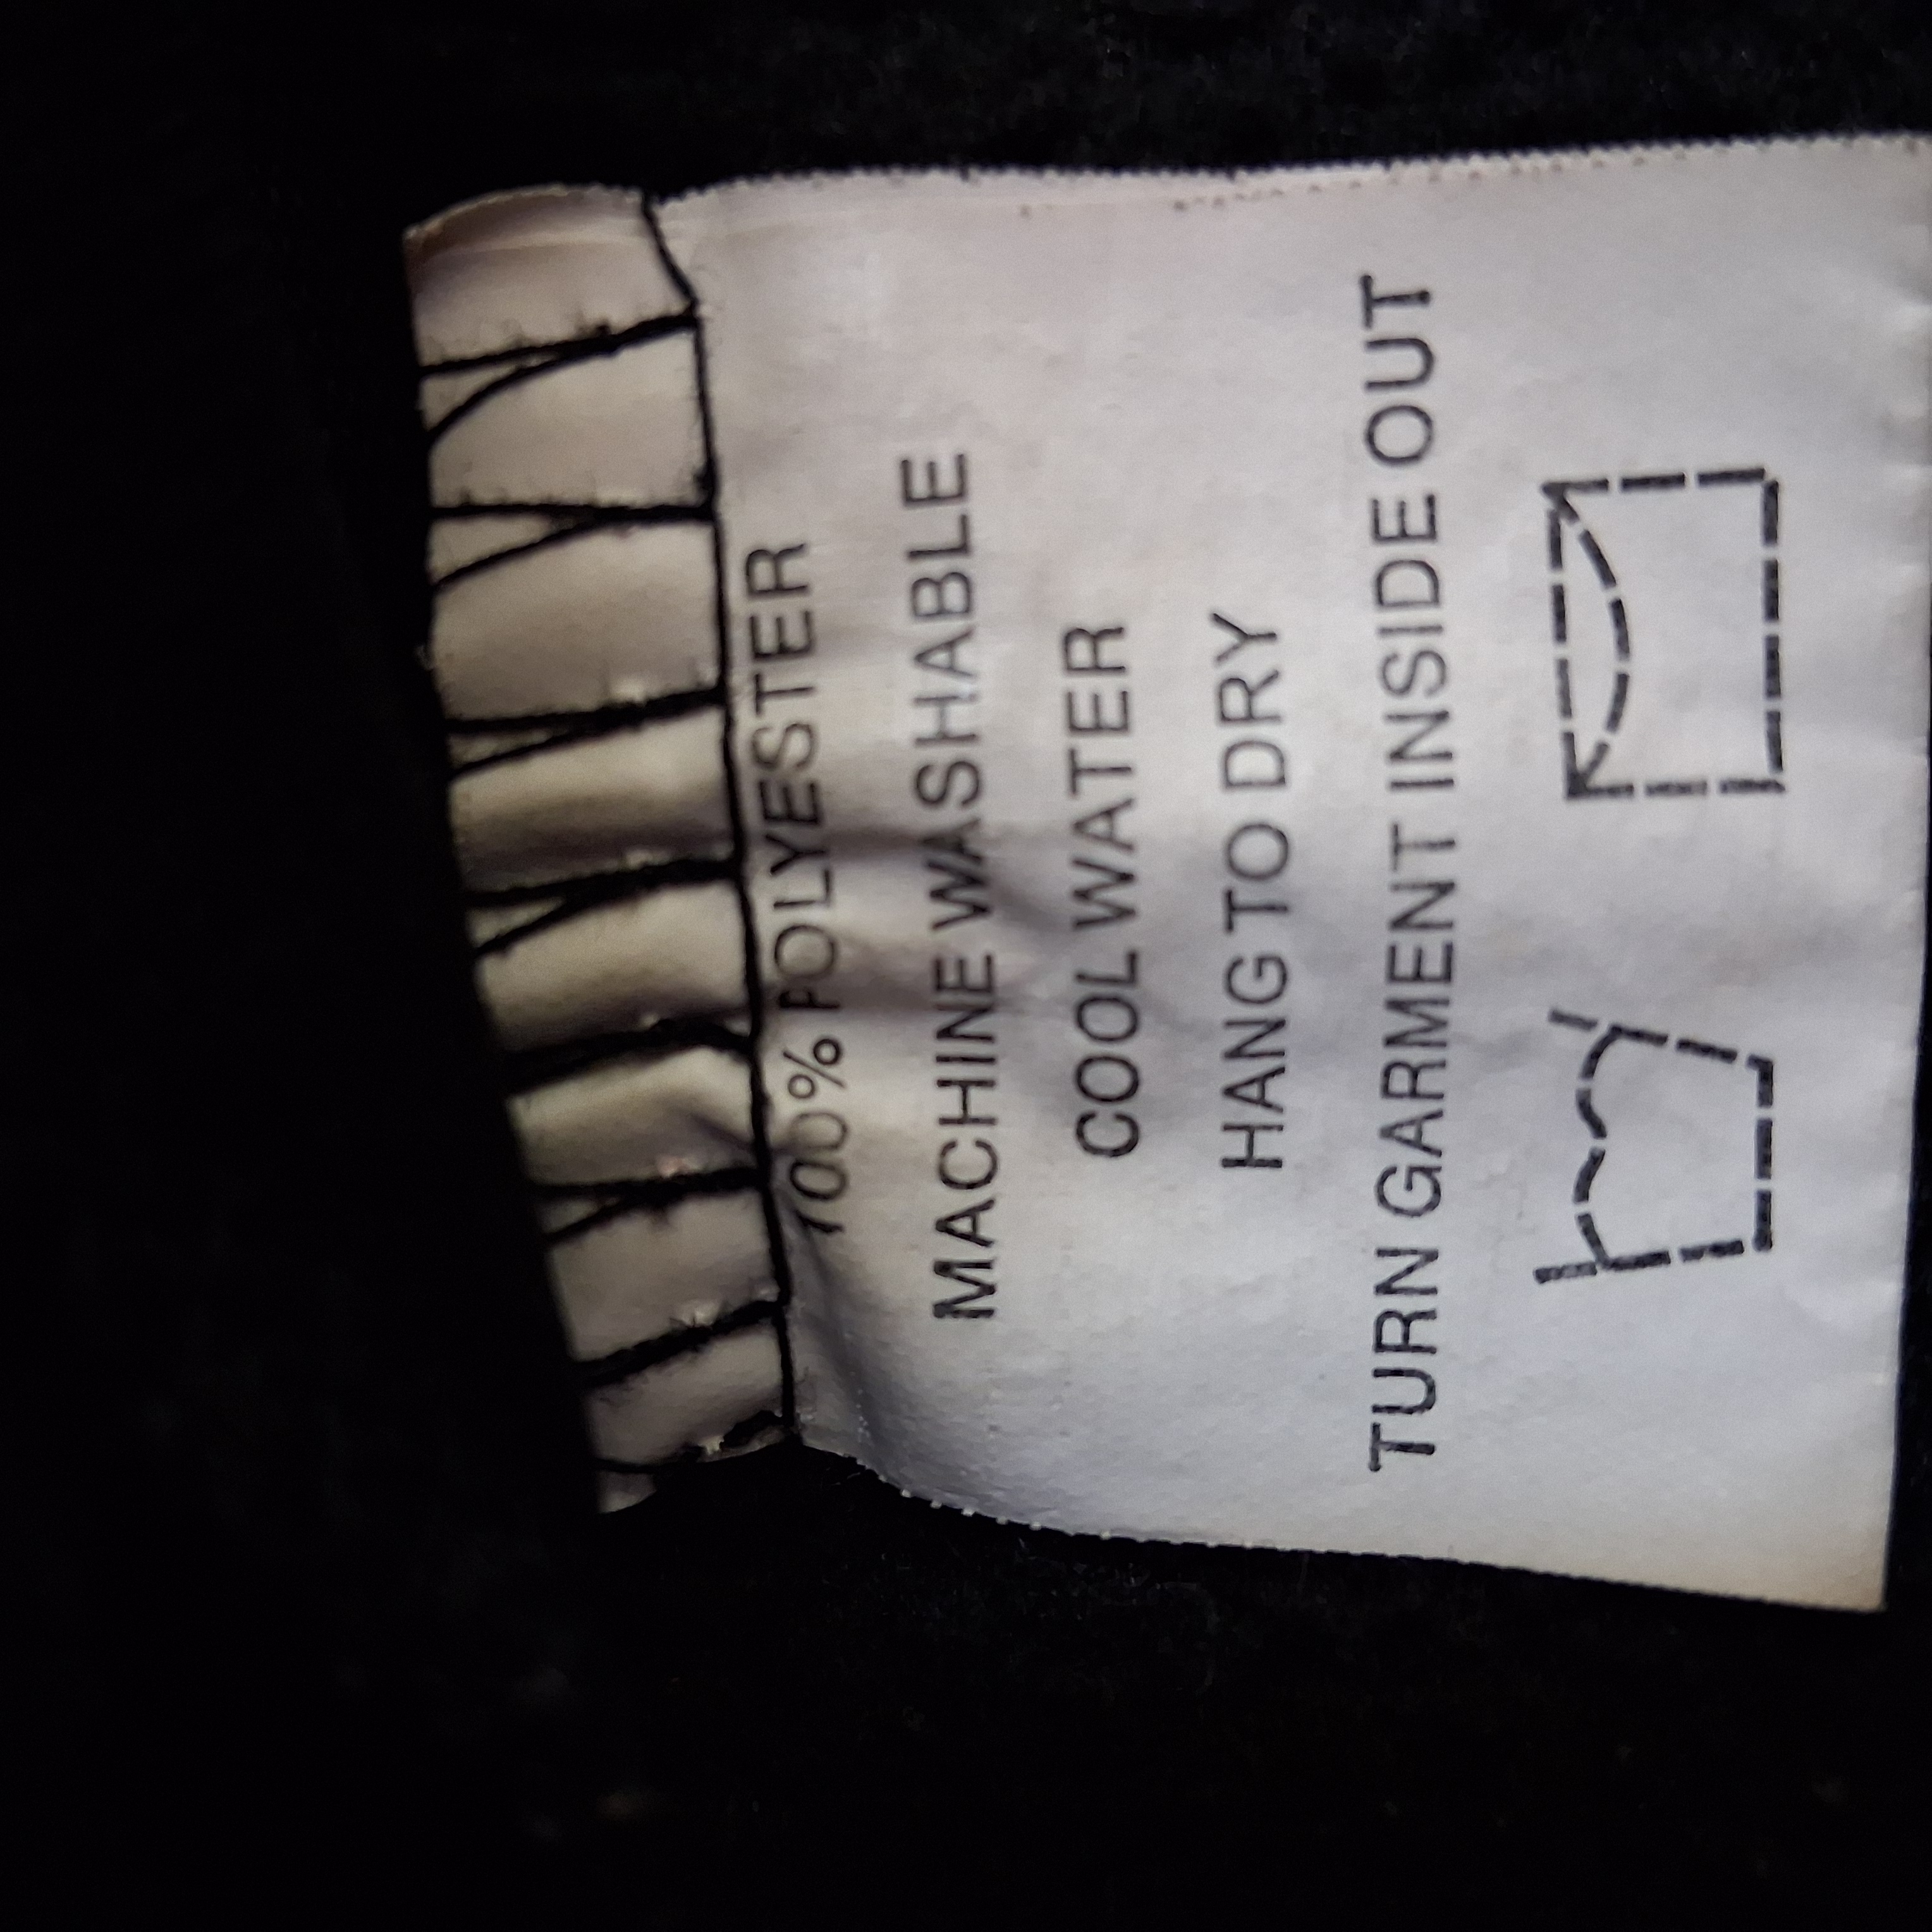 100% POLYESTER
MACHINE WASHABLE
COOL WATER
HANG TO DRY
TURN GARMENT INSIDE OUT